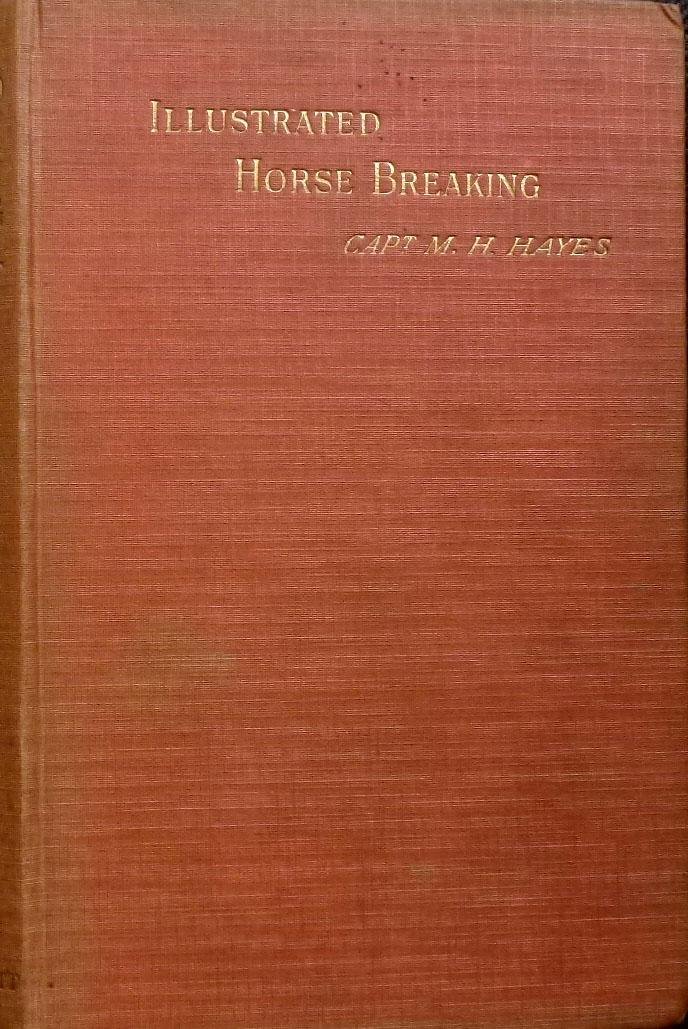 ILLUSTRATED
HORSE BREAKING
CAPT M. H. HAYES